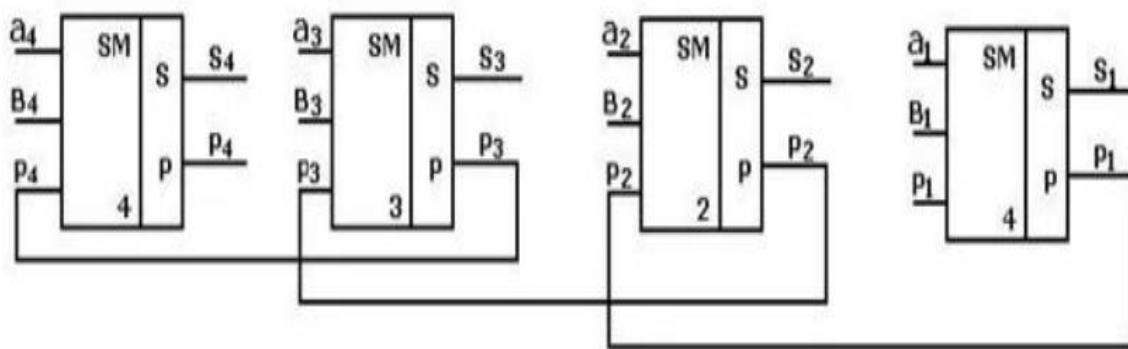 a4 SM S S4
B4
p4 P p4
4
a3 SM S S3
B3
p3 P p3
3
a2 SM S S2
B2
p2 P p2
2
a1 SM S S1
B1
p1 P p1
4